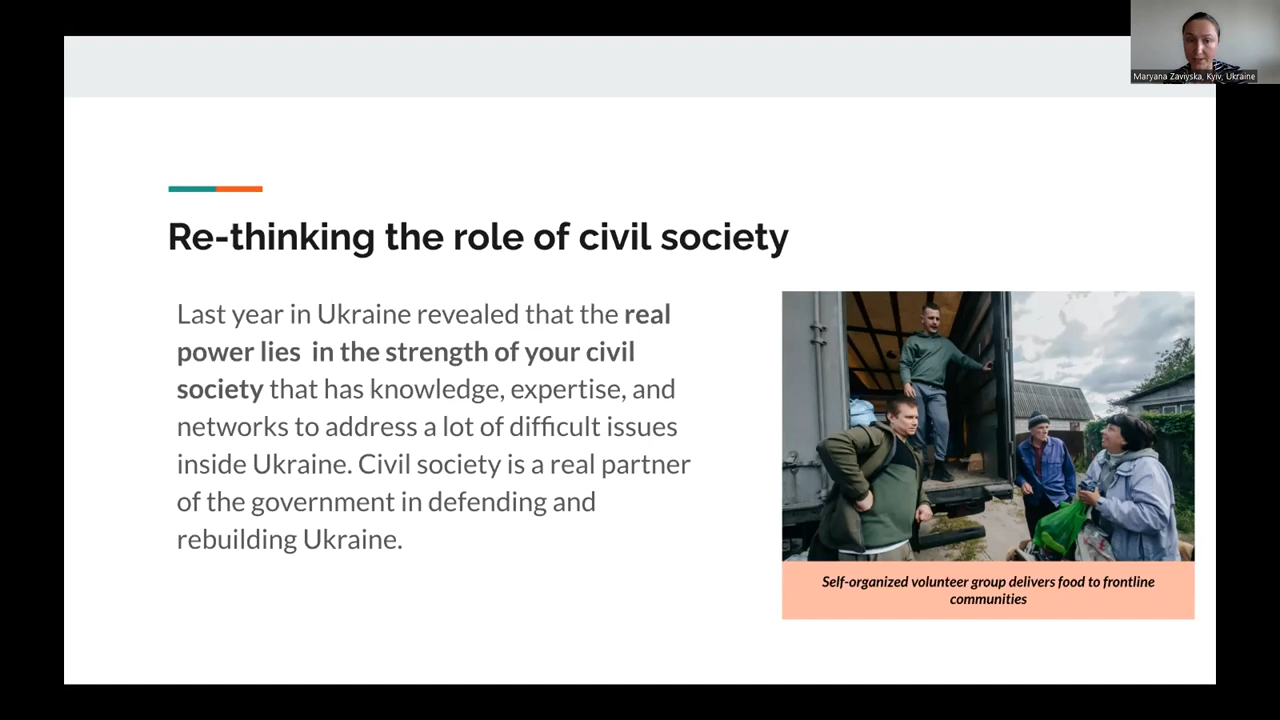 Maryana Zaviyska, Kyiv, Ukraine
Re-thinking the role of civil society
Last year in Ukraine revealed that the real
power lies  in the strength of your civil
society that has knowledge, expertise, and
networks to address a lot of difficult issues
inside Ukraine. Civil society is a real partner
of the government in defending and
rebuilding Ukraine.
Self-organized volunteer group delivers food to frontline
communities